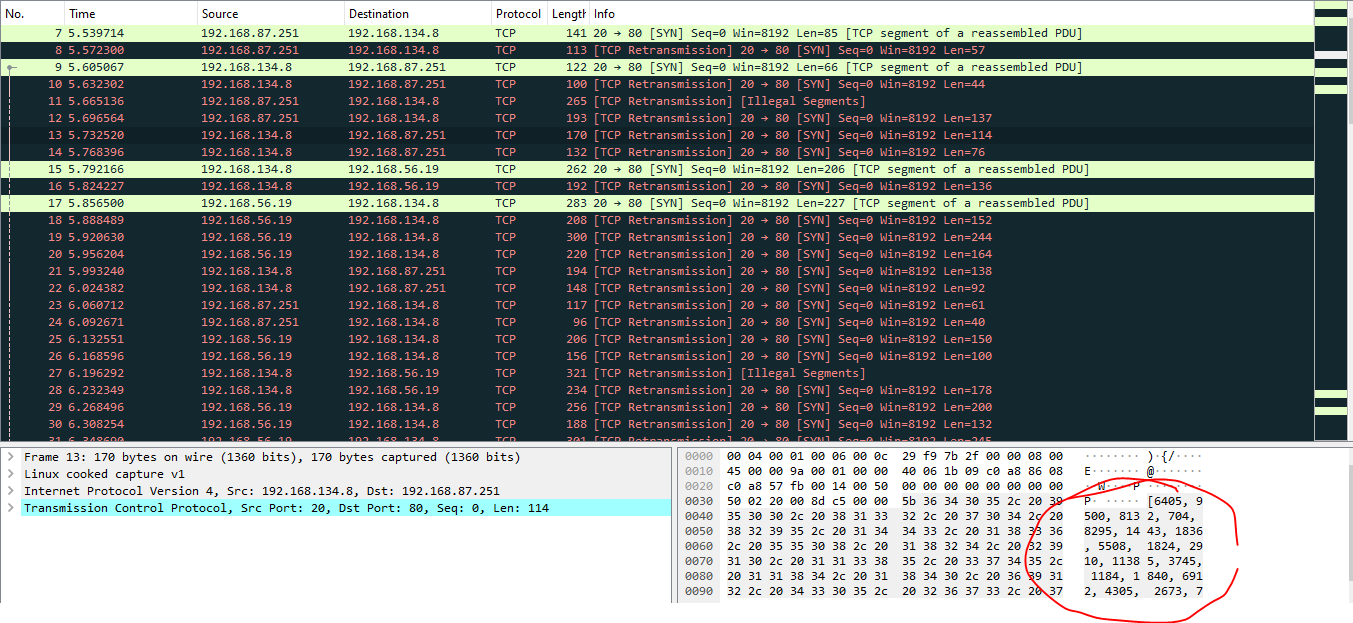 No. Time Source Destination Protocol Length Info
7 5.539714 192.168.87.251 192.168.134.8 TCP 141 20 → 80 [SYN] Seq=0 Win=8192 Len=85 [TCP segment of a reassembled PDU]
8 5.572300 192.168.87.251 192.168.134.8 TCP 113 [TCP Retransmission] 20 → 80 [SYN] Seq=0 Win=8192 Len=57
9 5.605067 192.168.134.8 192.168.87.251 TCP 122 20 → 80 [SYN] Seq=0 Win=8192 Len=66 [TCP segment of a reassembled PDU]
10 5.632302 192.168.134.8 192.168.87.251 TCP 100 [TCP Retransmission] 20 → 80 [SYN] Seq=0 Win=8192 Len=44
11 5.665136 192.168.87.251 192.168.134.8 TCP 265 [TCP Retransmission] [Illegal Segments]
12 5.696564 192.168.87.251 192.168.134.8 TCP 193 [TCP Retransmission] 20 → 80 [SYN] Seq=0 Win=8192 Len=137
13 5.732520 192.168.134.8 192.168.87.251 TCP 170 [TCP Retransmission] 20 → 80 [SYN] Seq=0 Win=8192 Len=114
14 5.768396 192.168.134.8 192.168.87.251 TCP 132 [TCP Retransmission] 20 → 80 [SYN] Seq=0 Win=8192 Len=76
15 5.792166 192.168.134.8 192.168.56.19 TCP 262 20 → 80 [SYN] Seq=0 Win=8192 Len=206 [TCP segment of a reassembled PDU]
16 5.824227 192.168.134.8 192.168.56.19 TCP 192 [TCP Retransmission] 20 → 80 [SYN] Seq=0 Win=8192 Len=136
17 5.856500 192.168.56.19 192.168.134.8 TCP 283 20 → 80 [SYN] Seq=0 Win=8192 Len=227 [TCP segment of a reassembled PDU]
18 5.888489 192.168.56.19 192.168.134.8 TCP 208 [TCP Retransmission] 20 → 80 [SYN] Seq=0 Win=8192 Len=152
19 5.920630 192.168.56.19 192.168.134.8 TCP 300 [TCP Retransmission] 20 → 80 [SYN] Seq=0 Win=8192 Len=244
20 5.956204 192.168.56.19 192.168.134.8 TCP 220 [TCP Retransmission] 20 → 80 [SYN] Seq=0 Win=8192 Len=164
21 5.993240 192.168.134.8 192.168.87.251 TCP 194 [TCP Retransmission] 20 → 80 [SYN] Seq=0 Win=8192 Len=138
22 6.024382 192.168.134.8 192.168.87.251 TCP 148 [TCP Retransmission] 20 → 80 [SYN] Seq=0 Win=8192 Len=92
23 6.060712 192.168.87.251 192.168.134.8 TCP 117 [TCP Retransmission] 20 → 80 [SYN] Seq=0 Win=8192 Len=61
24 6.092671 192.168.87.251 192.168.134.8 TCP 96 [TCP Retransmission] 20 → 80 [SYN] Seq=0 Win=8192 Len=40
25 6.132551 192.168.56.19 192.168.134.8 TCP 206 [TCP Retransmission] 20 → 80 [SYN] Seq=0 Win=8192 Len=150
26 6.168596 192.168.56.19 192.168.134.8 TCP 156 [TCP Retransmission] 20 → 80 [SYN] Seq=0 Win=8192 Len=100
27 6.196292 192.168.134.8 192.168.56.19 TCP 321 [TCP Retransmission] [Illegal Segments]
28 6.232349 192.168.134.8 192.168.56.19 TCP 234 [TCP Retransmission] 20 → 80 [SYN] Seq=0 Win=8192 Len=178
29 6.268496 192.168.56.19 192.168.134.8 TCP 256 [TCP Retransmission] 20 → 80 [SYN] Seq=0 Win=8192 Len=200
30 6.308254 192.168.56.19 192.168.134.8 TCP 188 [TCP Retransmission] 20 → 80 [SYN] Seq=0 Win=8192 Len=132
Frame 13: 170 bytes on wire (1360 bits), 170 bytes captured (1360 bits)
Linux cooked capture v1
Internet Protocol Version 4, Src: 192.168.134.8, Dst: 192.168.87.251
Transmission Control Protocol, Src Port: 20, Dst Port: 80, Seq: 0, Len: 114
0000 00 04 00 01 00 06 00 0c 29 f9 7b 2f 00 00 08 00 ········ )·{/····
0010 45 00 00 9a 00 01 00 00 40 06 1b 09 c0 a8 86 08 E······· @·······
0020 c0 a8 57 fb 00 14 00 50 00 00 00 00 00 00 00 00 ··W····P ········
0030 50 02 20 00 8d c5 00 00 5b 36 34 30 35 2c 20 39 P· ····· [6405, 9
0040 35 30 30 2c 20 38 31 33 32 2c 20 37 30 34 2c 20 500, 813 2, 704,
0050 38 32 39 35 2c 20 31 34 34 33 2c 20 31 38 33 36 8295, 14 43, 1836
0060 2c 20 35 35 30 38 2c 20 31 38 32 34 2c 20 32 39 , 5508, 1824, 29
0070 31 30 2c 20 31 31 33 38 35 2c 20 33 37 34 35 2c 10, 1138 5, 3745,
0080 20 31 31 38 34 2c 20 31 38 34 30 2c 20 36 39 31 1184, 1 840, 691
0090 32 2c 20 34 33 30 35 2c 20 32 36 37 33 2c 20 37 2, 4305, 2673, 7